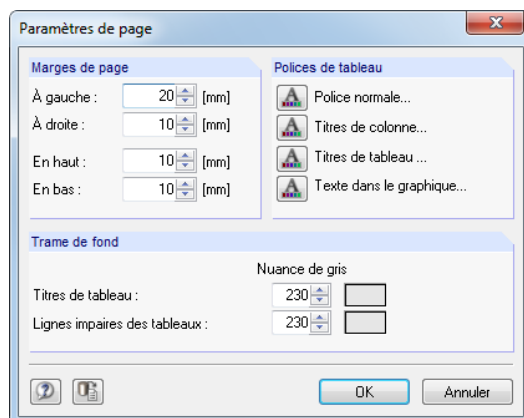 Paramètres de page
Marges de page
À gauche : 20 [mm]
À droite : 10 [mm]
En haut : 10 [mm]
En bas : 10 [mm]
Polices de tableau
Police normale...
Titres de colonne...
Titres de tableau ...
Texte dans le graphique...
Trame de fond
Nuance de gris
Titres de tableau : 230
Lignes impaires des tableaux : 230
OK Annuler